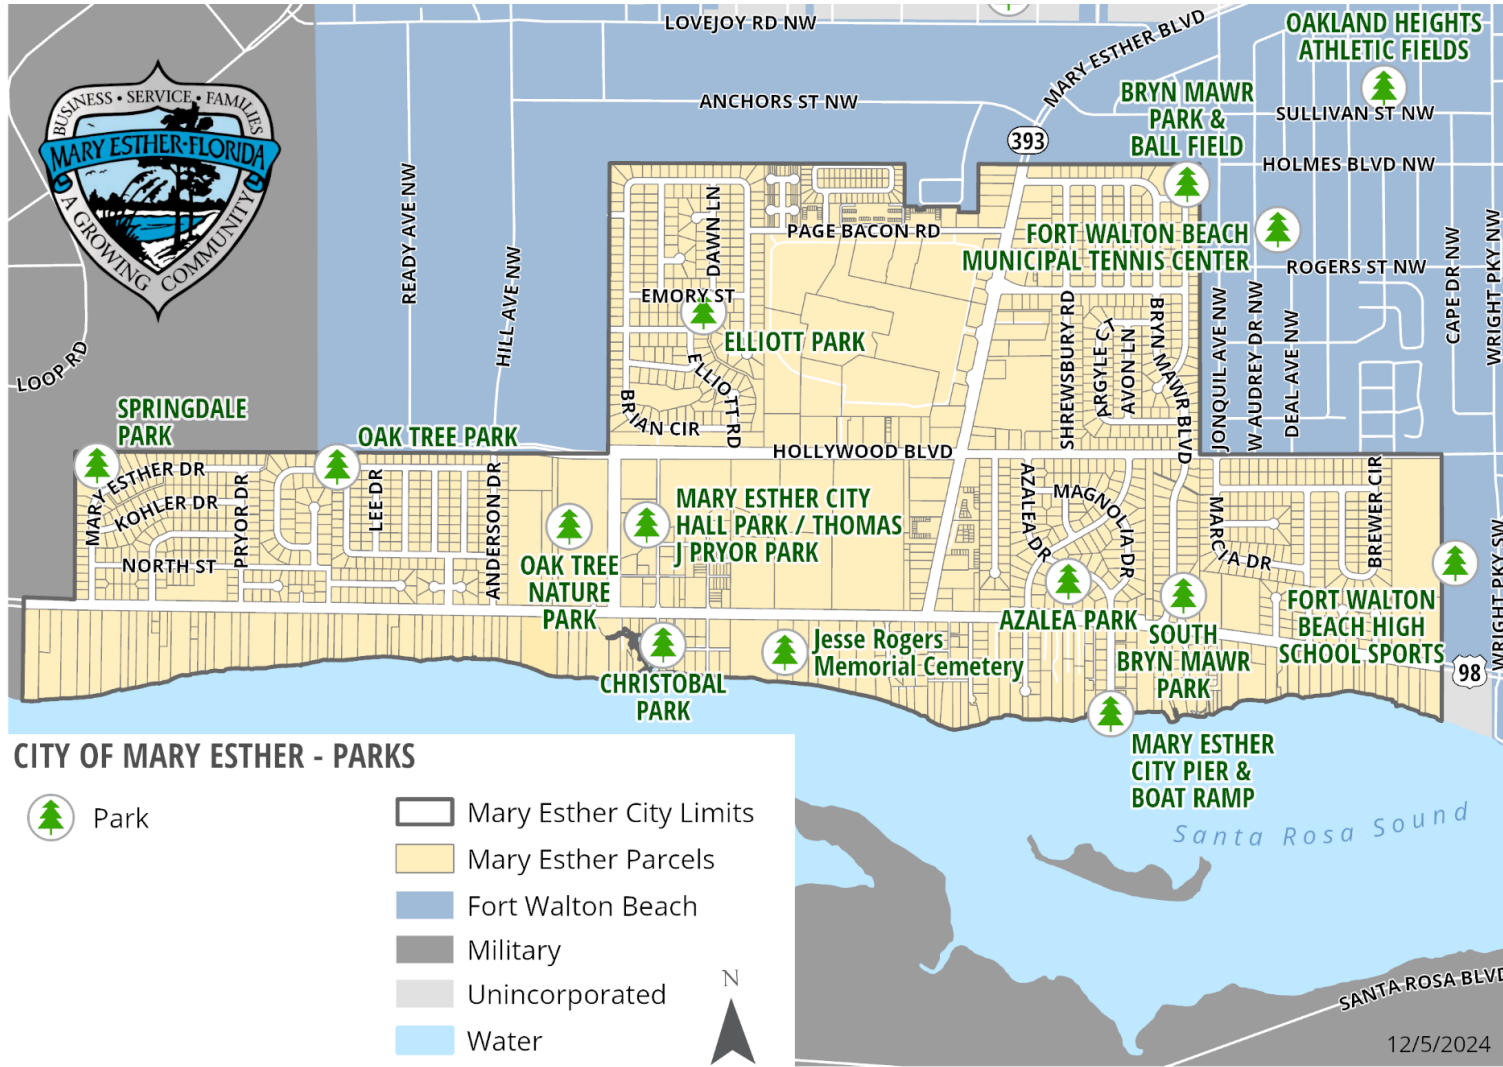 LOVEJOY RD NW
MARY ESTHER BLVD
OAKLAND HEIGHTS
ATHLETIC FIELDS
ANCHORS ST NW
BRYN MAWR
PARK &
BALL FIELD
SULLIVAN ST NW
393
HOLMES BLVD NW
BUSINESS • SERVICE • FAMILIES
MARY ESTHER-FLORIDA
A GROWING COMMUNITY
READY AVE NW
HILL AVE NW
DAWN LN
PAGE BACON RD
FORT WALTON BEACH
MUNICIPAL TENNIS CENTER
ROGERS ST NW
CAPE DR NW
WRIGHT PKY NW
EMORY ST
ELLIOTT PARK
ELLIOTT RD
BRIAN CIR
SHREWSBURY RD
ARGYLE CT
AVON LN
BRYN MAWR BLVD
JONQUIL AVE NW
W AUDREY DR NW
DEAL AVE NW
LOOP RD
SPRINGDALE
PARK
OAK TREE PARK
HOLLYWOOD BLVD
MARY ESTHER DR
KOHLER DR
PRYOR DR
NORTH ST
LEE DR
ANDERSON DR
OAK TREE
NATURE
PARK
MARY ESTHER CITY
HALL PARK / THOMAS
J PRYOR PARK
AZALEA DR
MAGNOLIA DR
MARCIA DR
BREWER CIR
WRIGHT PKY SW
AZALEA PARK
SOUTH
BRYN MAWR
PARK
FORT WALTON
BEACH HIGH
SCHOOL SPORTS
98
Jesse Rogers
Memorial Cemetery
CHRISTOBAL
PARK
MARY ESTHER
CITY PIER &
BOAT RAMP
Santa Rosa Sound
SANTA ROSA BLVD
CITY OF MARY ESTHER - PARKS
Park
Mary Esther City Limits
Mary Esther Parcels
Fort Walton Beach
Military
Unincorporated
Water
N
12/5/2024